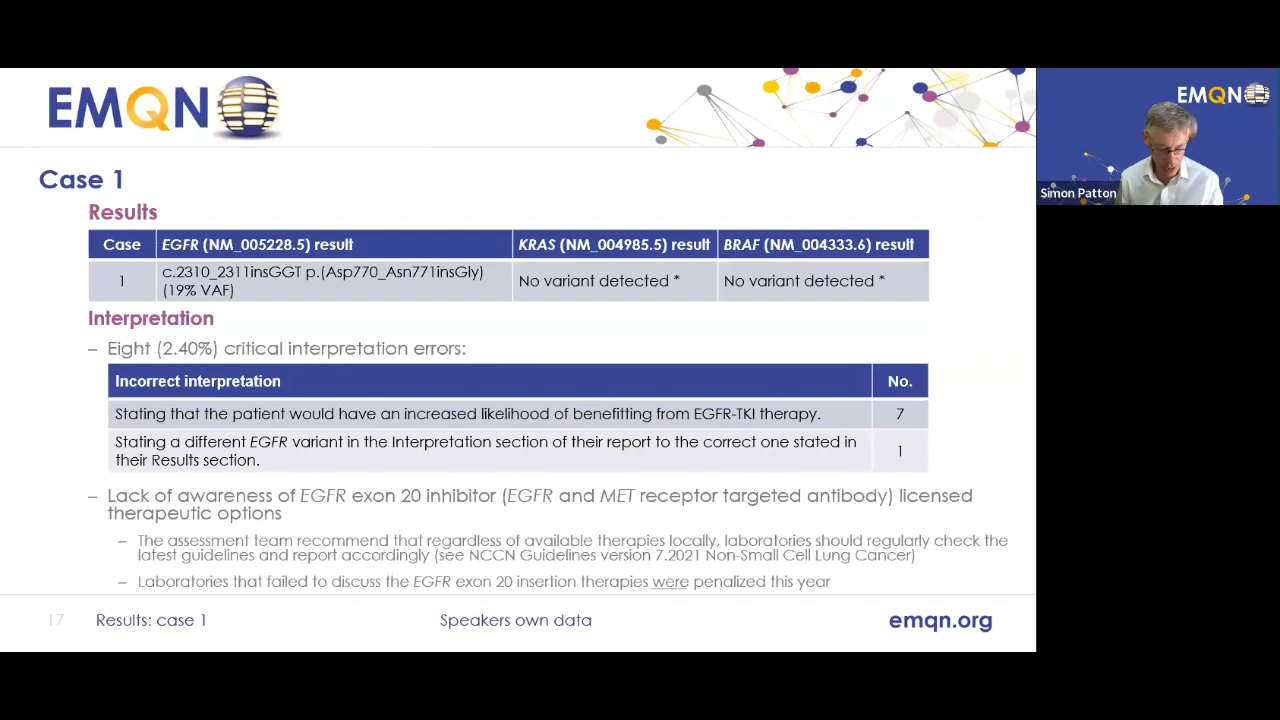 EMQN
EMQN
Simon Patton
Case 1
Results
Case EGFR (NM_005228.5) result KRAS (NM_004985.5) result BRAF (NM_004333.6) result
1 c.2310_2311insGGT p.(Asp770_Asn771insGly) (19% VAF) No variant detected * No variant detected *
Interpretation
– Eight (2.40%) critical interpretation errors:
Incorrect interpretation No.
Stating that the patient would have an increased likelihood of benefitting from EGFR-TKI therapy. 7
Stating a different EGFR variant in the Interpretation section of their report to the correct one stated in
their Results section. 1
– Lack of awareness of EGFR exon 20 inhibitor (EGFR and MET receptor targeted antibody) licensed
therapeutic options
– The assessment team recommend that regardless of available therapies locally, laboratories should regularly check the
latest guidelines and report accordingly (see NCCN Guidelines version 7.2021 Non-Small Cell Lung Cancer)
– Laboratories that failed to discuss the EGFR exon 20 insertion therapies were penalized this year
17 Results: case 1 Speakers own data emqn.org